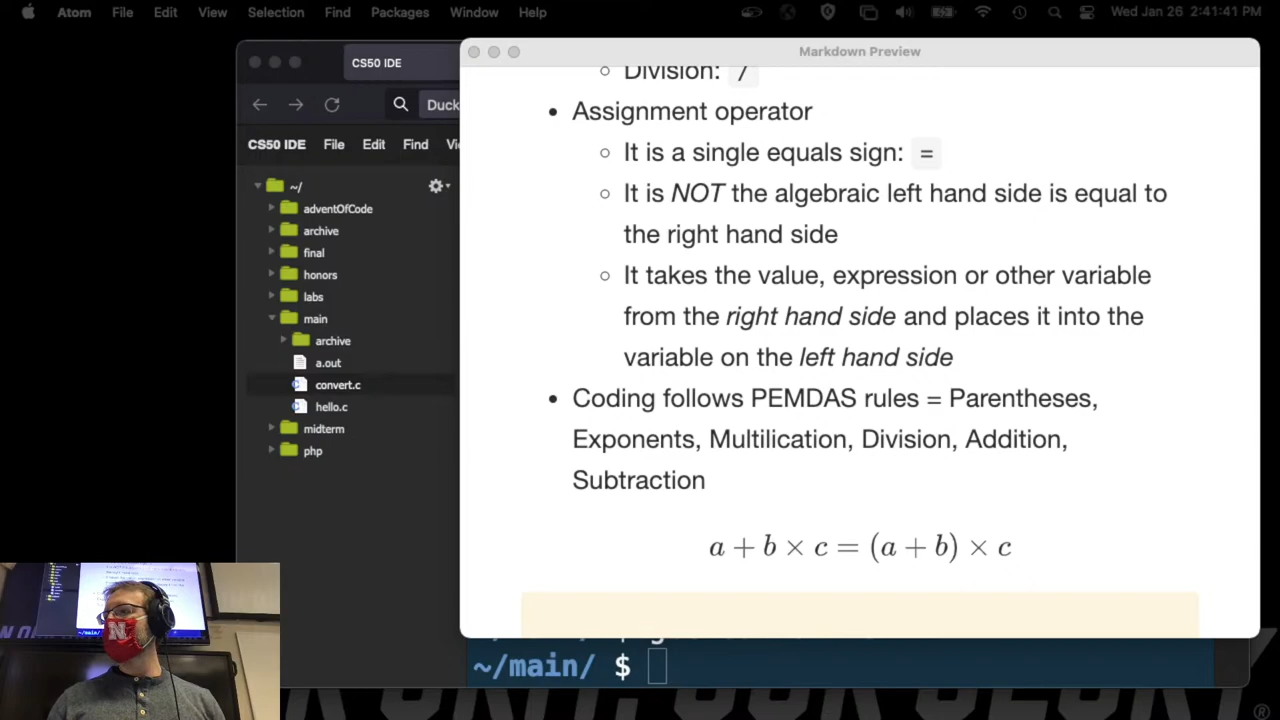 Atom File Edit View Selection Find Packages Window Help Wed Jan 26 2:41:41 PM
Markdown Preview
CS50 IDE
Duck
CS50 IDE File Edit Find
~/
adventOfCode
archive
final
honors
labs
main
archive
a.out
convert.c
hello.c
midterm
php
Division: /
Assignment operator
It is a single equals sign: =
It is NOT the algebraic left hand side is equal to
the right hand side
It takes the value, expression or other variable
from the right hand side and places it into the
variable on the left hand side
Coding follows PEMDAS rules = Parentheses,
Exponents, Multilication, Division, Addition,
Subtraction
a + b × c = (a + b) × c
~/main/ $
N